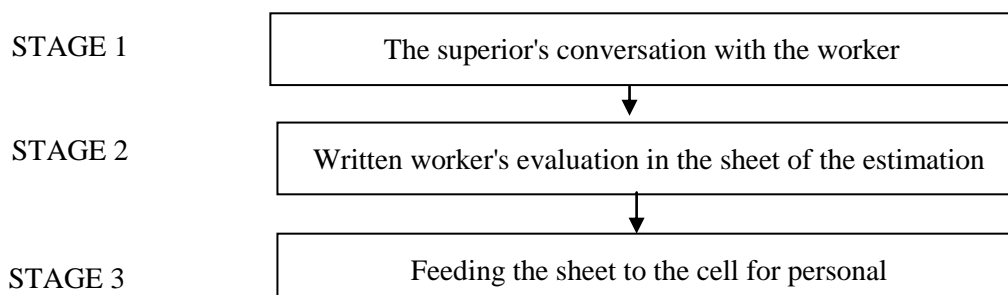 STAGE 1
The superior's conversation with the worker
STAGE 2
Written worker's evaluation in the sheet of the estimation
STAGE 3
Feeding the sheet to the cell for personal